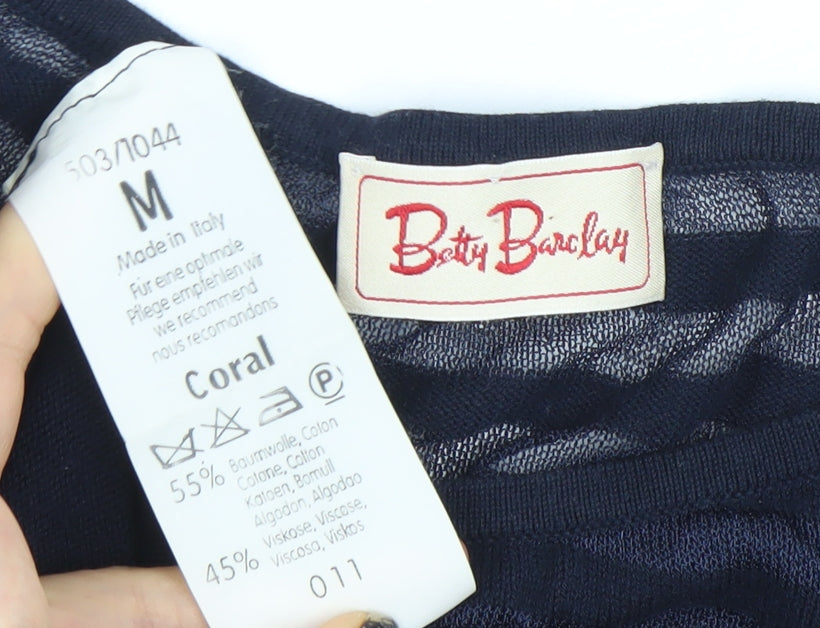 503/1044
M
Made in Italy
Für eine optimale
Pflege empfehlen wir
we recommend
nous recomandons
Coral
P
55% Baumwolle, Coton
Cotone, Cotton
Katoen, Bomull
Algodon, Algodao
45% Viskose, Viscose,
Viscosa, Viskos
011
Betty Barclay